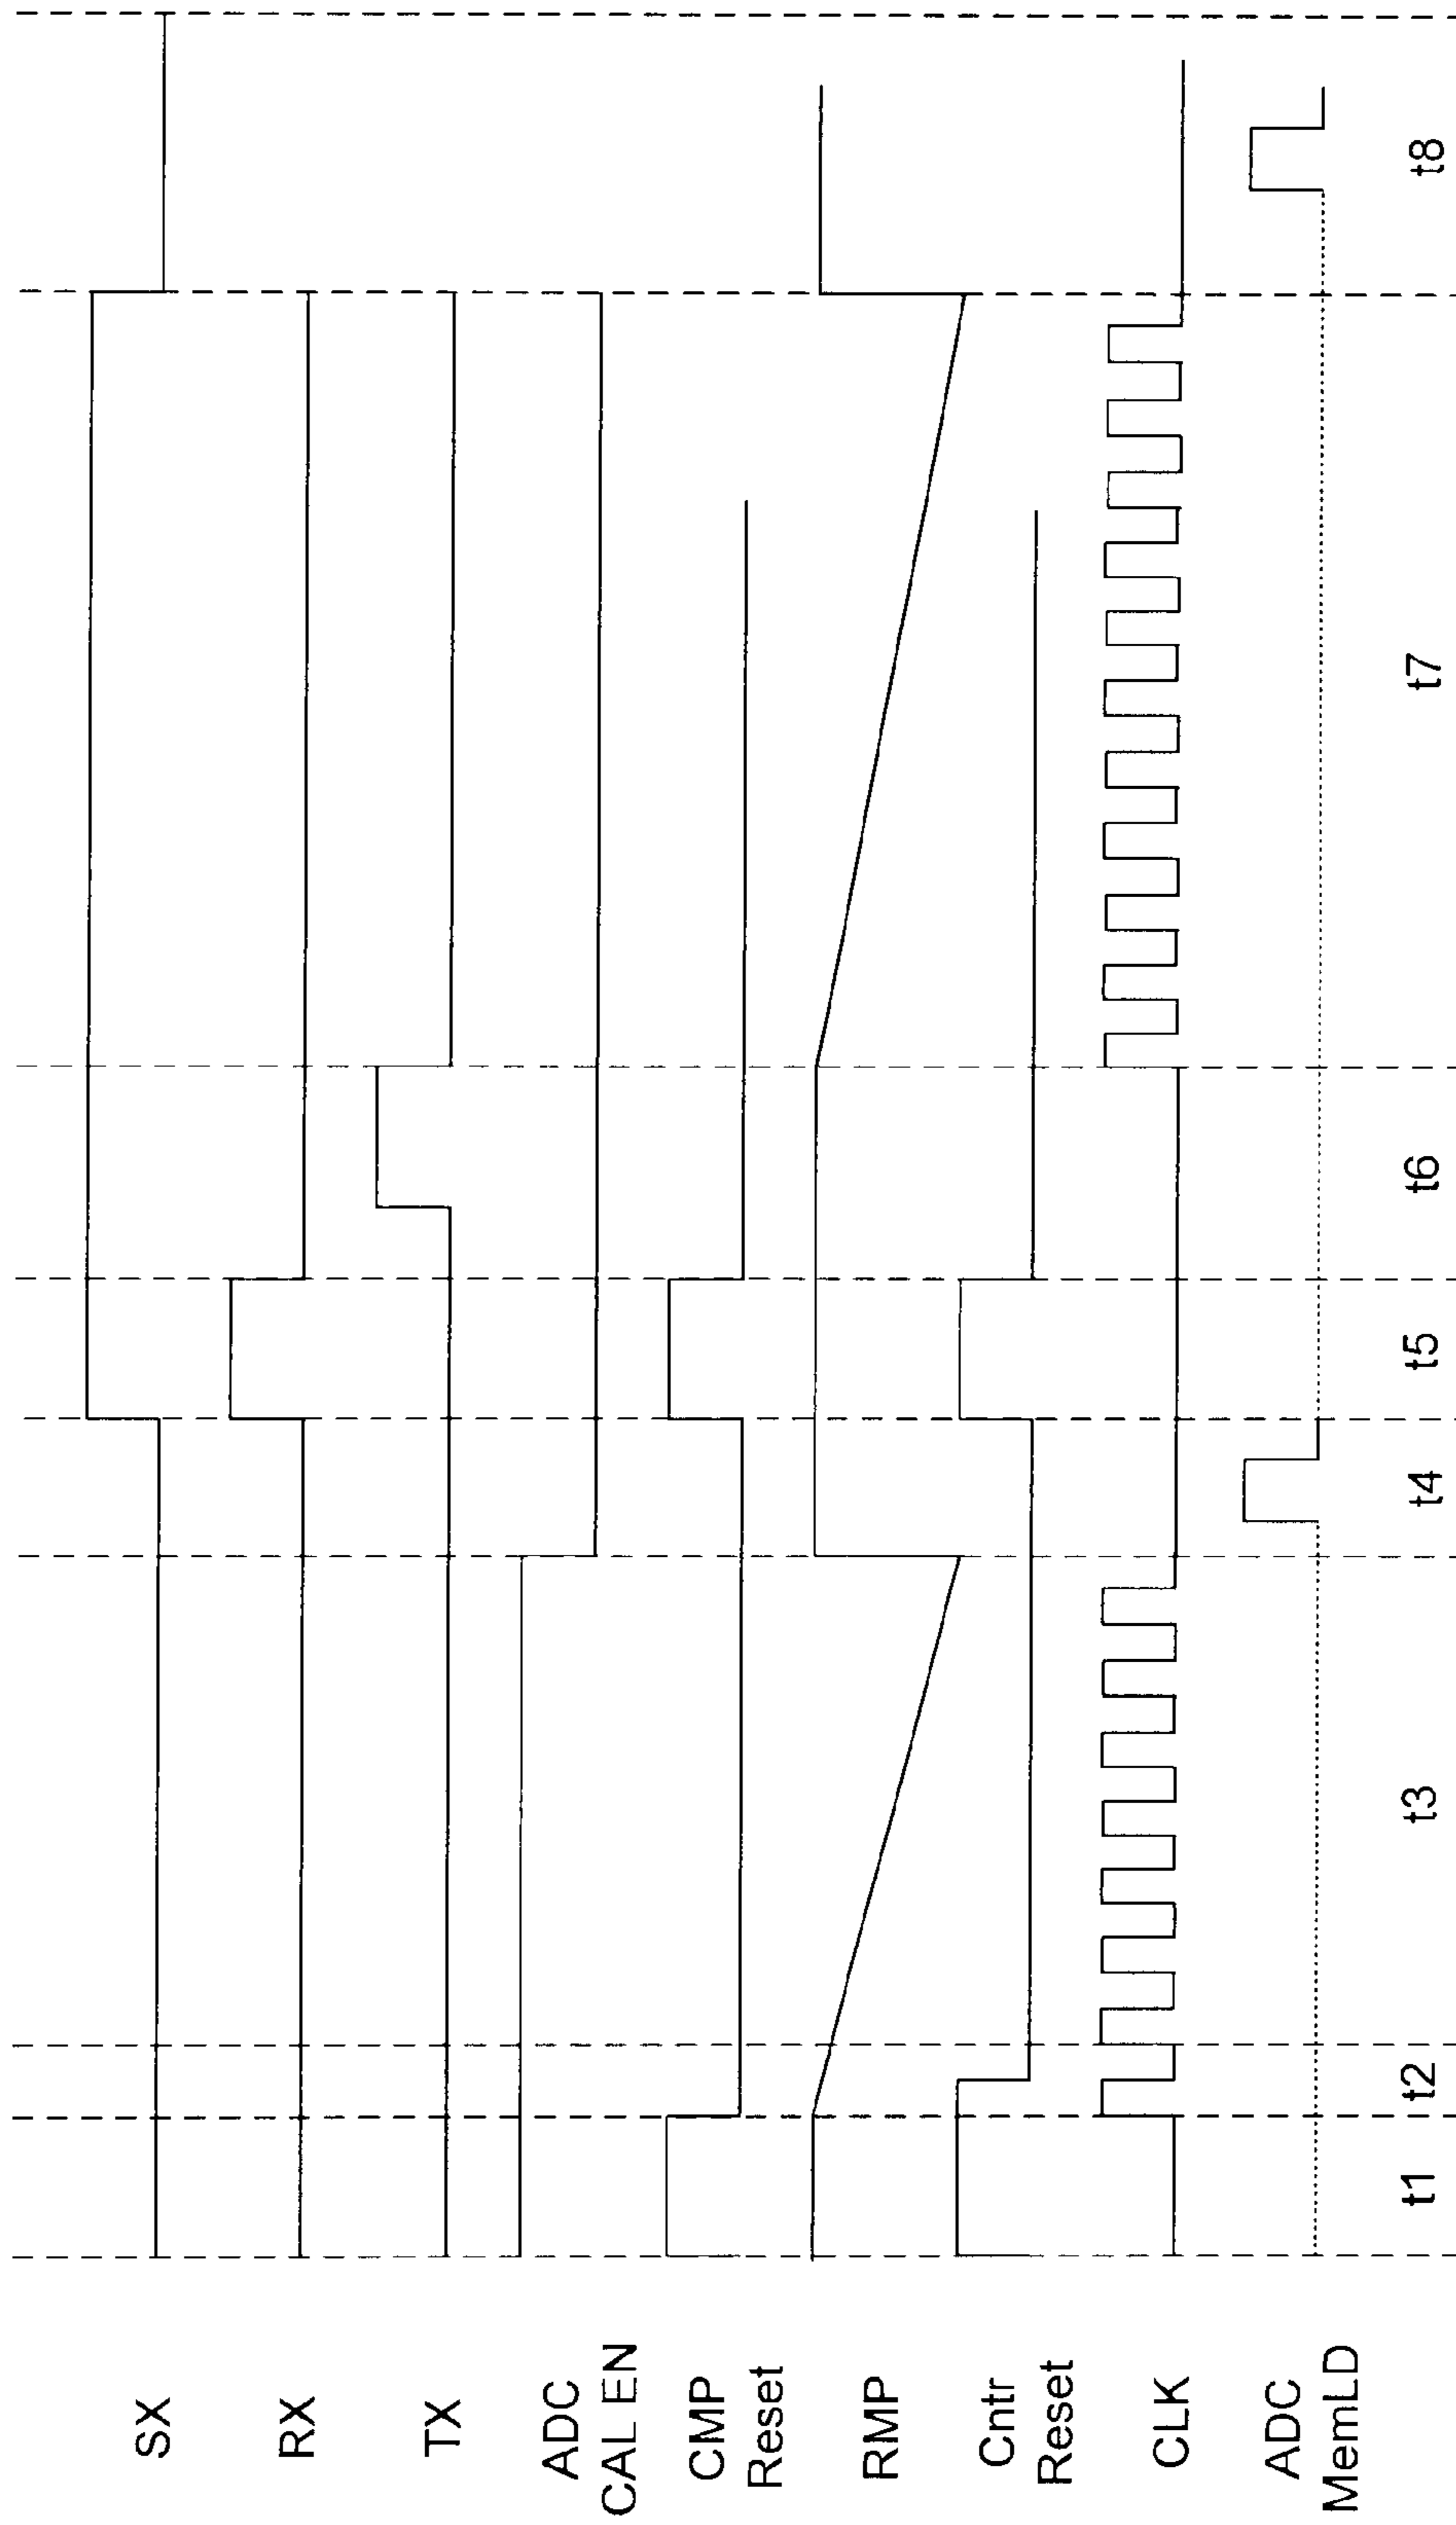 SX
RX
TX
ADC
CAL EN
CMP
Reset
RMP
Cntr
Reset
CLK
ADC
MemLD
t1 t2 t3 t4 t5 t6 t7 t8